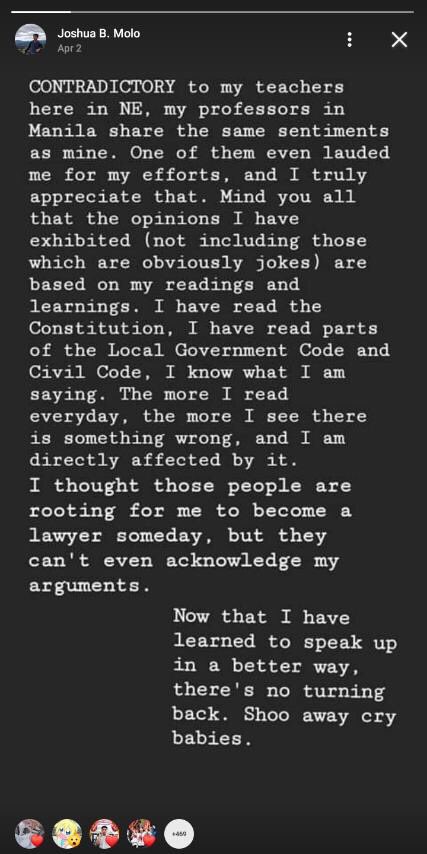 Joshua B. Molo
Apr 2
CONTRADICTORY to my teachers
here in NE, my professors in
Manila share the same sentiments
as mine. One of them even lauded
me for my efforts, and I truly
appreciate that. Mind you all
that the opinions I have
exhibited (not including those
which are obviously jokes) are
based on my readings and
learnings. I have read the
Constitution, I have read parts
of the Local Government Code and
Civil Code, I know what I am
saying. The more I read
everyday, the more I see there
is something wrong, and I am
directly affected by it.
I thought those people are
rooting for me to become a
lawyer someday, but they
can't even acknowledge my
arguments.
Now that I have
learned to speak up
in a better way,
there's no turning
back. Shoo away cry
babies.
+469